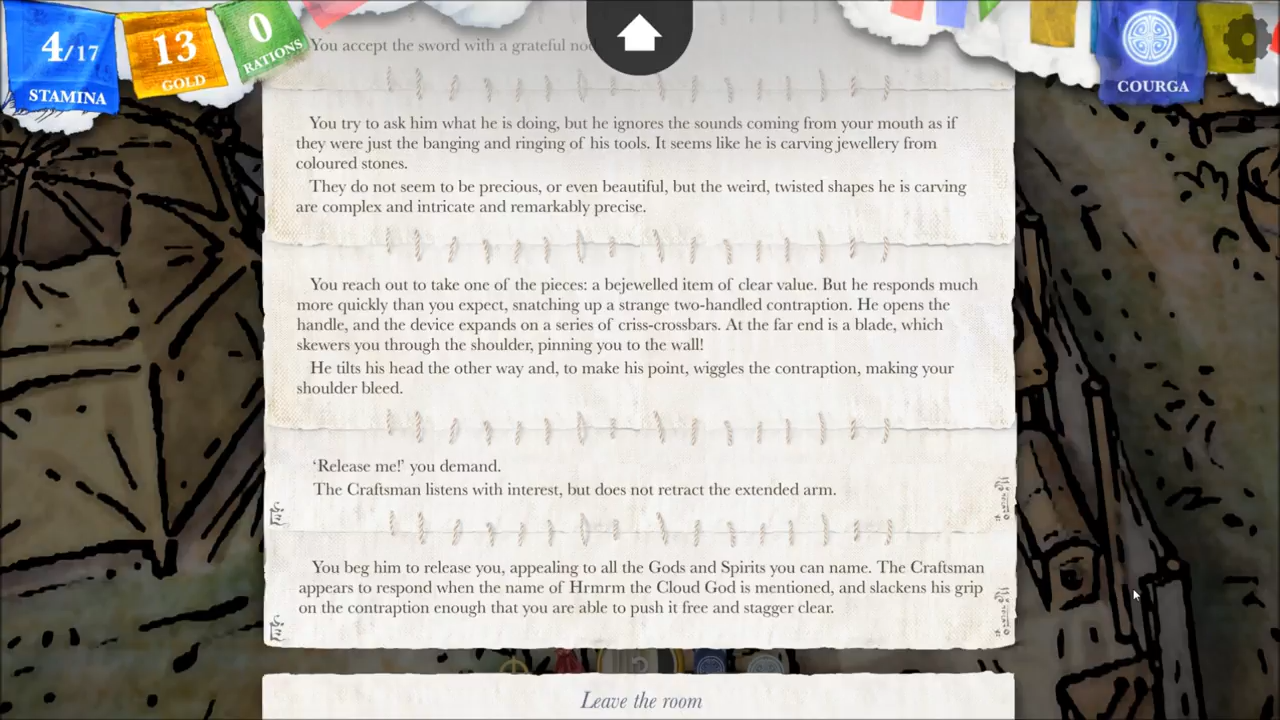 4/17
STAMINA
13
GOLD
0
RATIONS
COURGA
You accept the sword with a grateful
You try to ask him what he is doing, but he ignores the sounds coming from your mouth as if
they were just the banging and ringing of his tools. It seems like he is carving jewellery from
coloured stones.
They do not seem to be precious, or even beautiful, but the weird, twisted shapes he is carving
are complex and intricate and remarkably precise.
You reach out to take one of the pieces: a bejewelled item of clear value. But he responds much
more quickly than you expect, snatching up a strange two-handled contraption. He opens the
handle, and the device expands on a series of criss-crossbars. At the far end is a blade, which
skewers you through the shoulder, pinning you to the wall!
He tilts his head the other way and, to make his point, wiggles the contraption, making your
shoulder bleed.
‘Release me!’ you demand.
The Craftsman listens with interest, but does not retract the extended arm.
You beg him to release you, appealing to all the Gods and Spirits you can name. The Craftsman
appears to respond when the name of Hrmrm the Cloud God is mentioned, and slackens his grip
on the contraption enough that you are able to push it free and stagger clear.
Leave the room